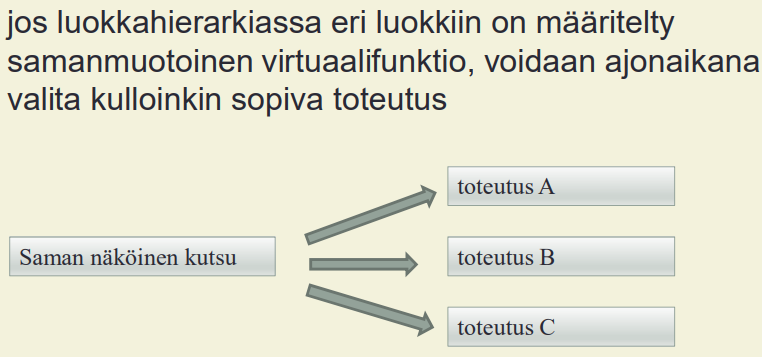 jos luokkahierarkiassa eri luokkiin on määritelty
samanmuotoinen virtuaalifunktio, voidaan ajonaikana
valita kulloinkin sopiva toteutus
toteutus A
Saman näköinen kutsu
toteutus B
toteutus C